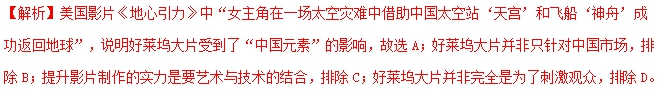 【解析】美国影片《地心引力》中“女主角在一场太空灾难中借助中国太空站‘天宫’和飞船‘神舟’成
功返回地球”,说明好莱坞大片受到了“中国元素”的影响,故选 A;好莱坞大片并非只针对中国市场,排
除 B;提升影片制作的实力是要艺术与技术的结合,排除 C;好莱坞大片并非完全是为了刺激观众,排除 D。